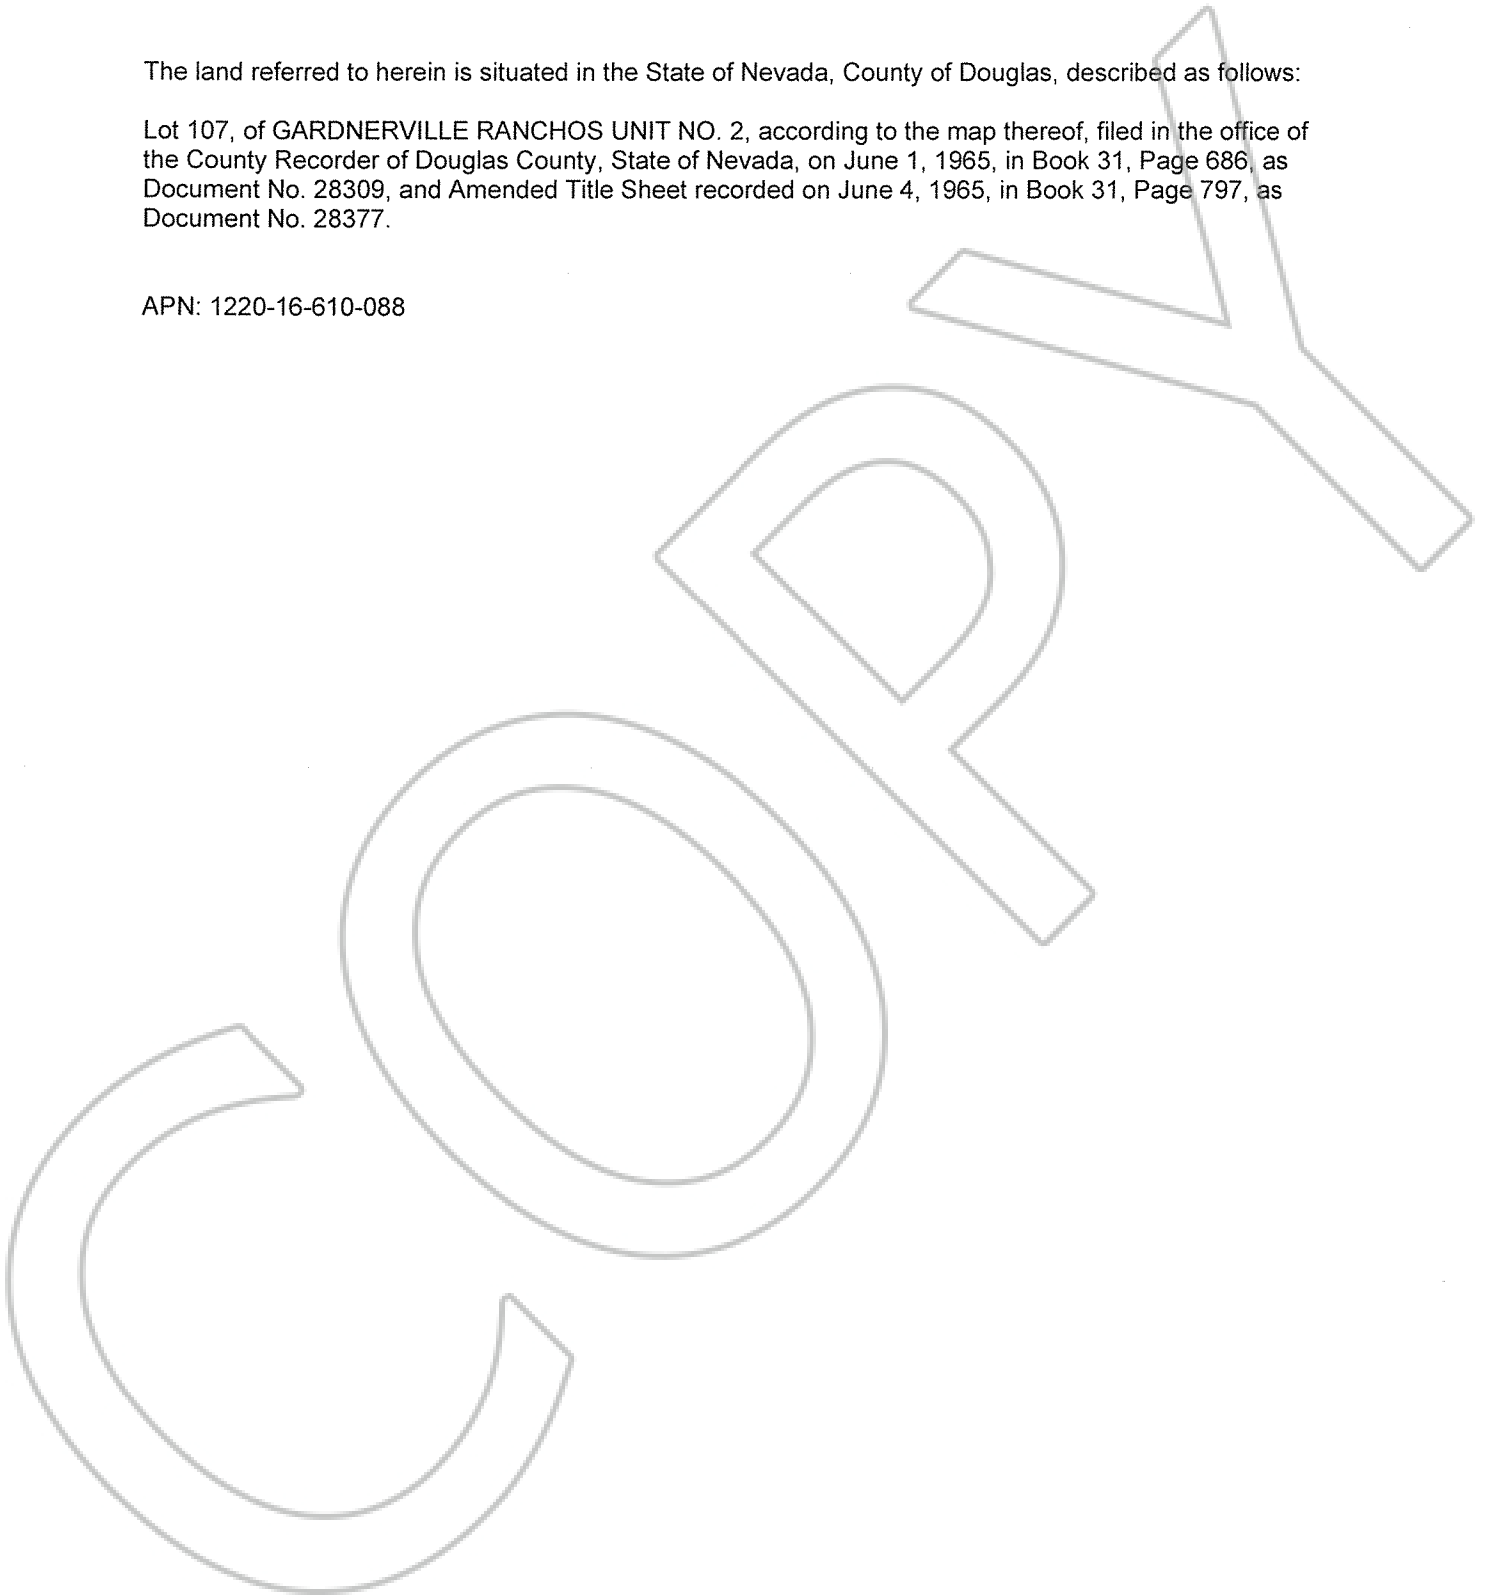 The land referred to herein is situated in the State of Nevada, County of Douglas, described as follows:
Lot 107, of GARDNERVILLE RANCHOS UNIT NO. 2, according to the map thereof, filed in the office of
the County Recorder of Douglas County, State of Nevada, on June 1, 1965, in Book 31, Page 686, as
Document No. 28309, and Amended Title Sheet recorded on June 4, 1965, in Book 31, Page 797, as
Document No. 28377.
APN: 1220-16-610-088
COPY